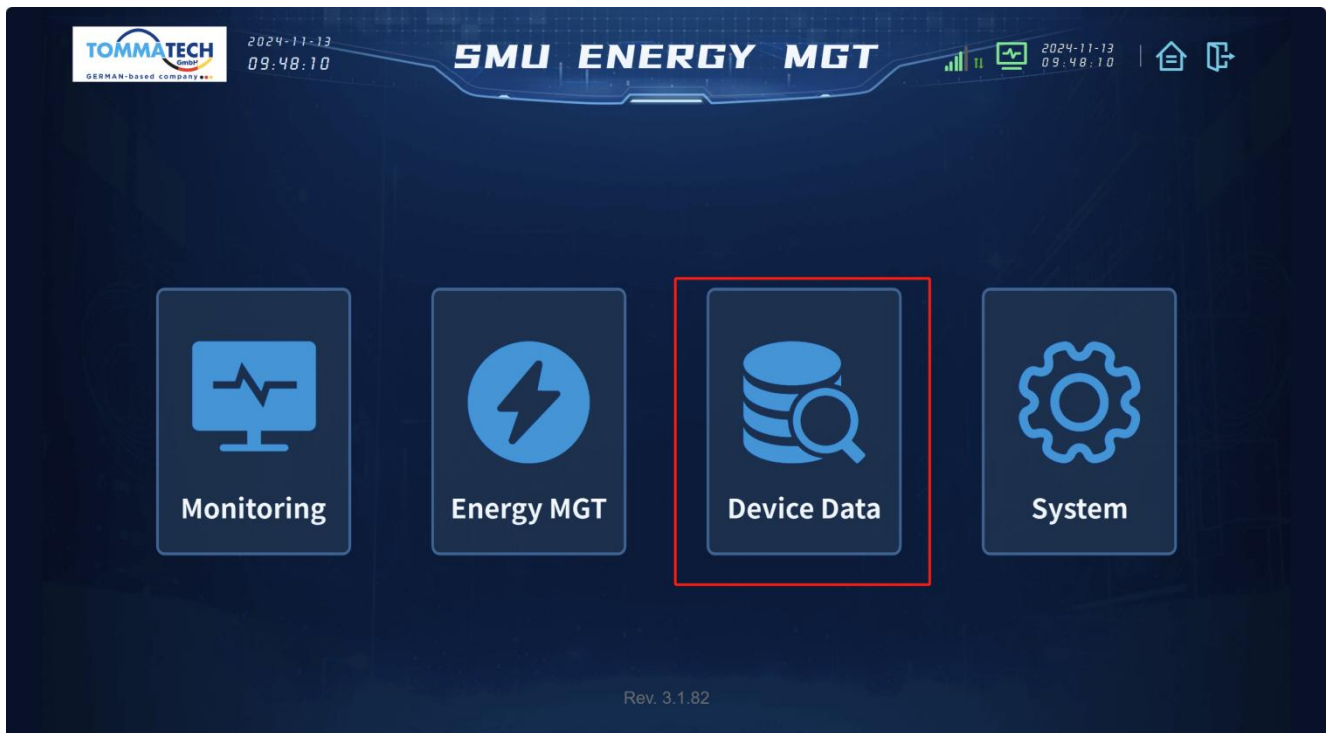 TOMMATECH
GmbH
GERMAN-based company
2024-11-13
09:48:10
SMU ENERGY MGT
2024-11-13
09:48:10
Monitoring
Energy MGT
Device Data
System
Rev. 3.1.82